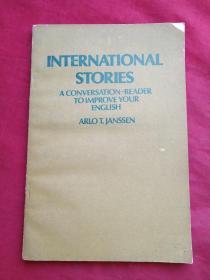 INTERNATIONAL
STORIES
A CONVERSATION-READER
TO IMPROVE YOUR
ENGLISH
ARLO T. JANSSEN